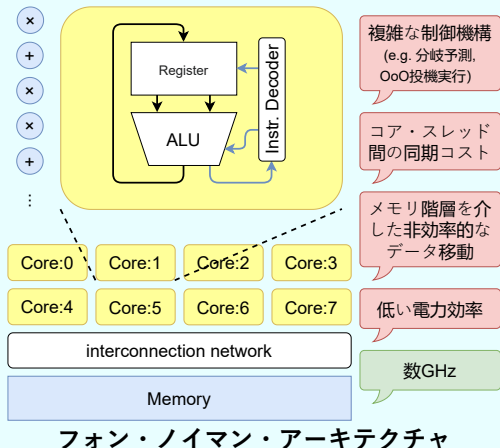 ×
+
×
×
+
⋮
Register
ALU
Instr. Decoder
複雑な制御機構
(e.g. 分岐予測,
OoO投機実行)
コア・スレッド
間の同期コスト
メモリ階層を介
した非効率的な
データ移動
低い電力効率
数GHz
Core:0
Core:1
Core:2
Core:3
Core:4
Core:5
Core:6
Core:7
interconnection network
Memory
フォン・ノイマン・アーキテクチャ